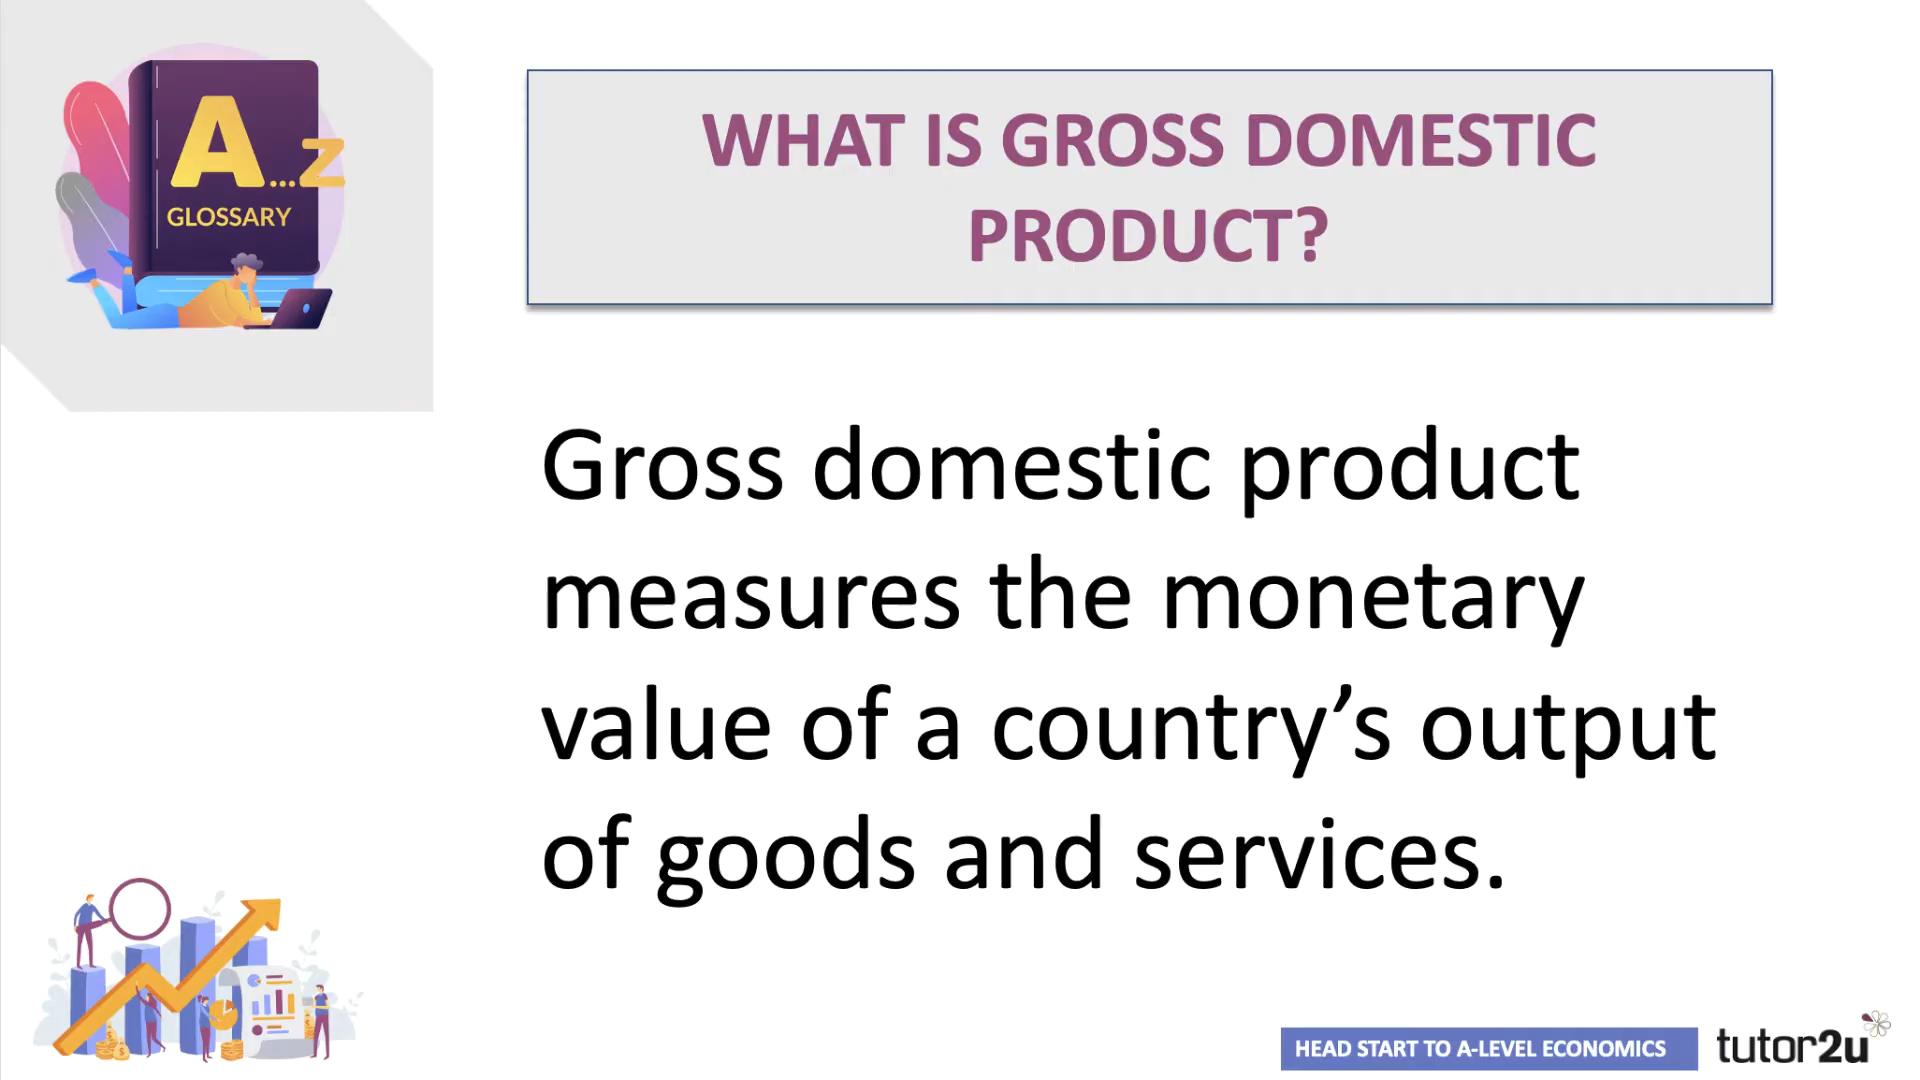 A...Z
GLOSSARY
WHAT IS GROSS DOMESTIC
PRODUCT?
Gross domestic product
measures the monetary
value of a country’s output
of goods and services.
HEAD START TO A-LEVEL ECONOMICS
tutor2u